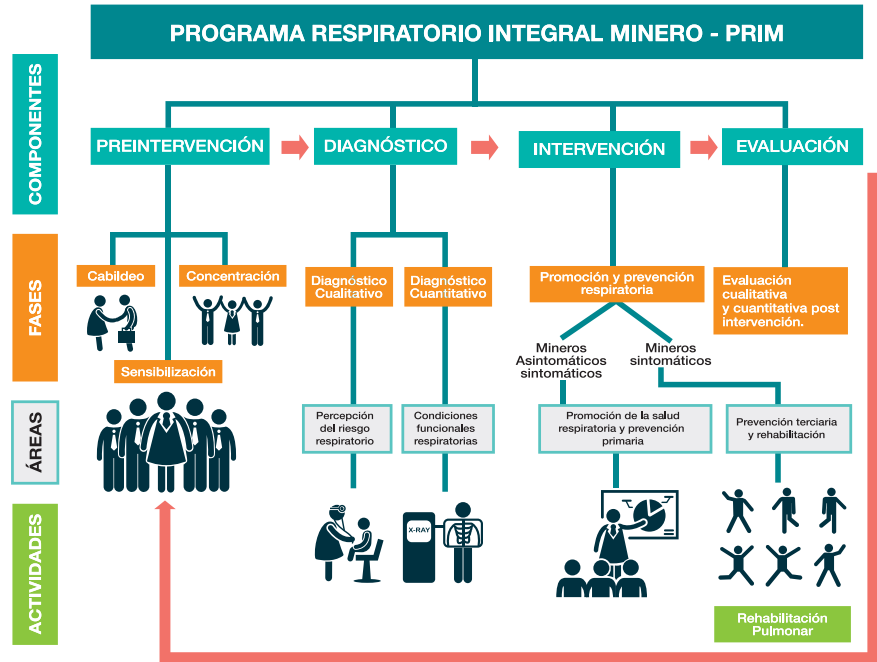 PROGRAMA RESPIRATORIO INTEGRAL MINERO - PRIM
COMPONENTES
PREINTERVENCIÓN
DIAGNÓSTICO
INTERVENCIÓN
EVALUACIÓN
FASES
Cabildeo
Concentración
Sensibilización
Diagnóstico
Cualitativo
Diagnóstico
Cuantitativo
Promoción y prevención
respiratoria
Evaluación
cualitativa
y cuantitativa post
intervención.
Mineros
Asintomáticos
sintomáticos
Mineros
sintomáticos
ÁREAS
Percepción
del riesgo
respiratorio
Condiciones
funcionales
respiratorias
Promoción de la salud
respiratoria y prevención
primaria
Prevención terciaria
y rehabilitación
ACTIVIDADES
X-RAY
Rehabilitación
Pulmonar